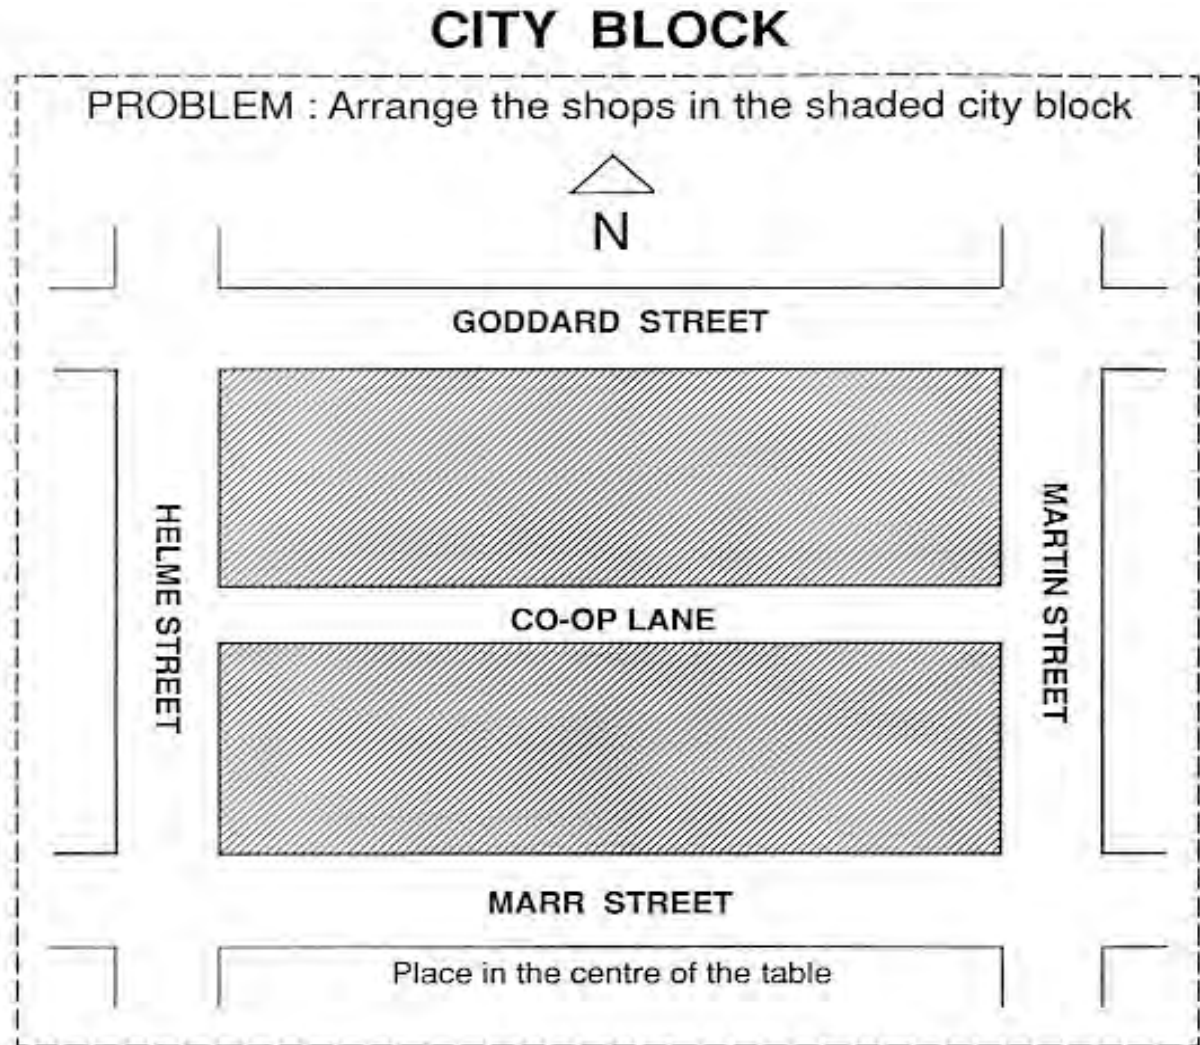 CITY BLOCK
PROBLEM : Arrange the shops in the shaded city block
N
GODDARD STREET
HELME STREET
MARTIN STREET
CO-OP LANE
MARR STREET
Place in the centre of the table